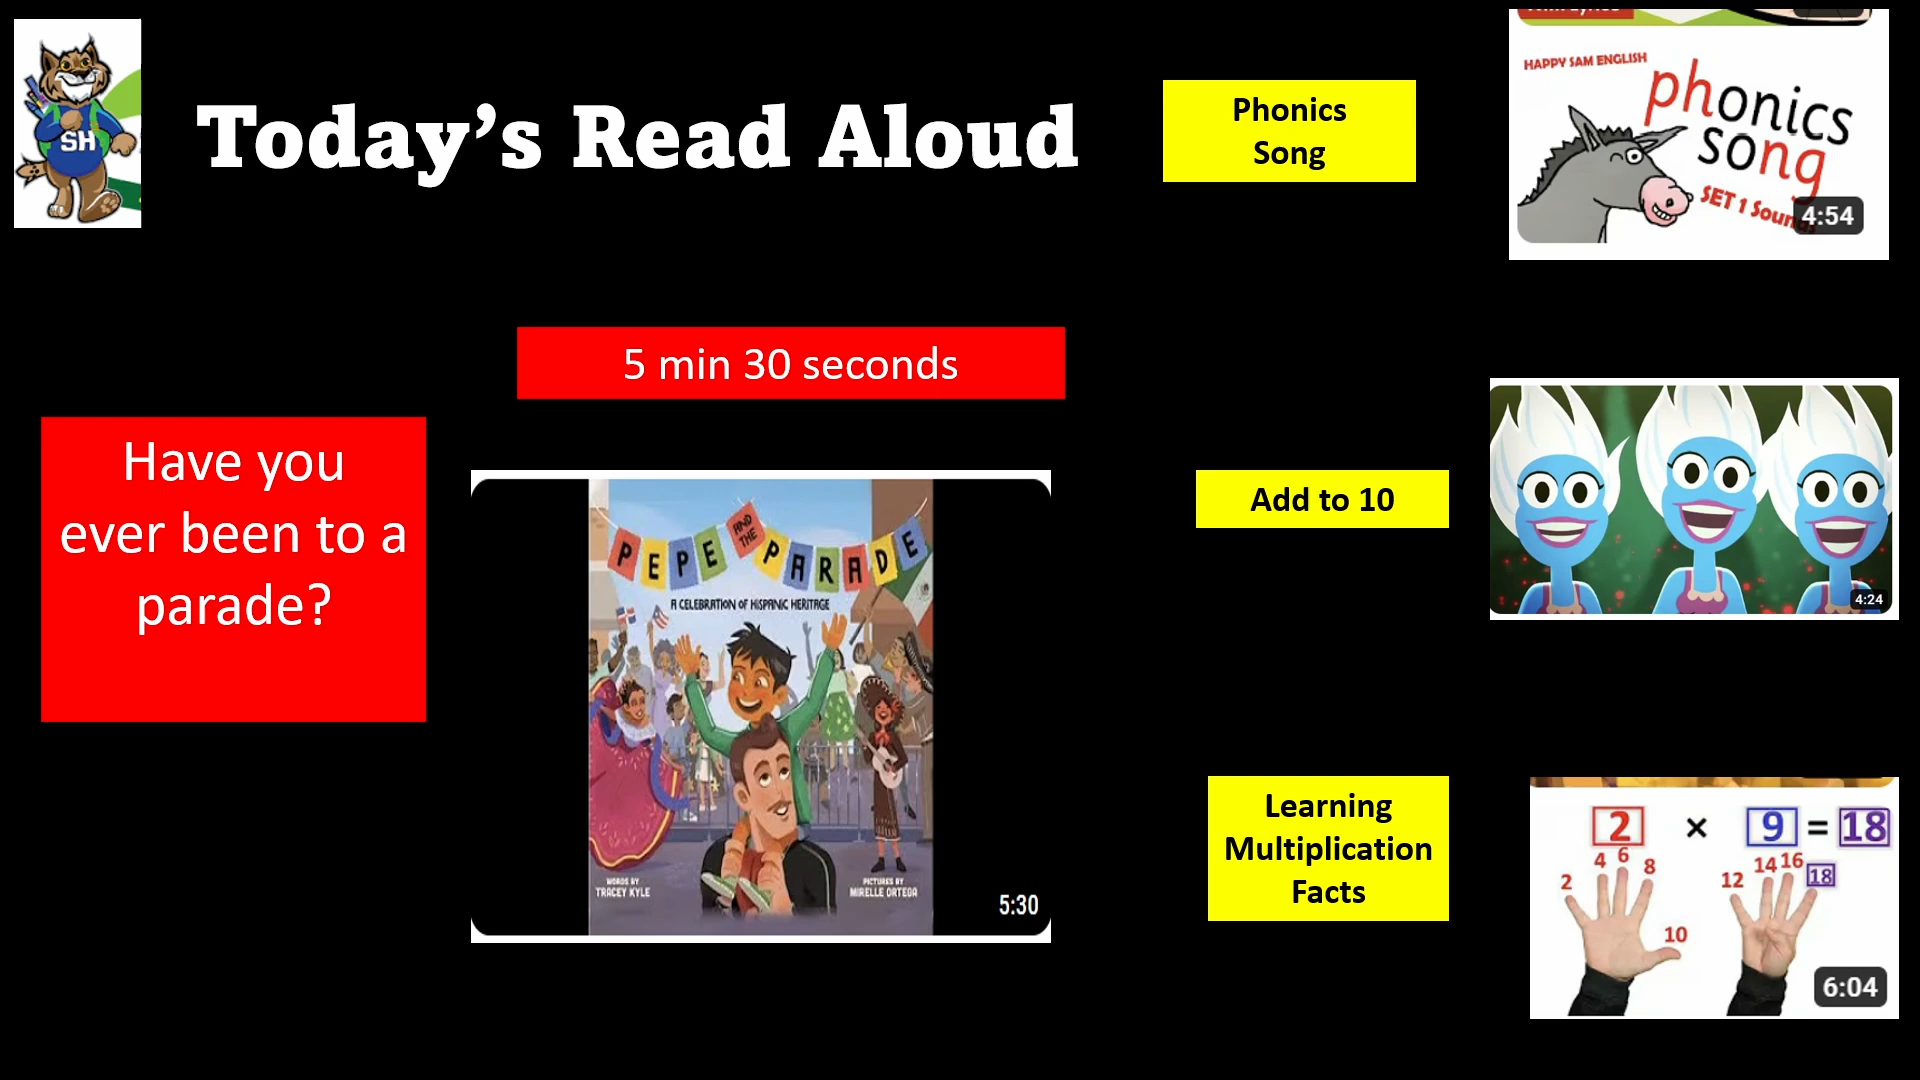 SH
Today's Read Aloud
Phonics
Song
HAPPY SAM ENGLISH
phonics
song
SET 1
4:54
5 min 30 seconds
Have you
ever been to a
parade?
PEPE AND THE PARADE
A CELEBRATION OF HISPANIC HERITAGE
WORDS BY
TRACEY KYLE
PICTURES BY
MIRELLE ORTEGA
5:30
Add to 10
4:24
Learning
Multiplication
Facts
2 × 9 = 18
2 4 6 8 10
12 14 16 18
6:04